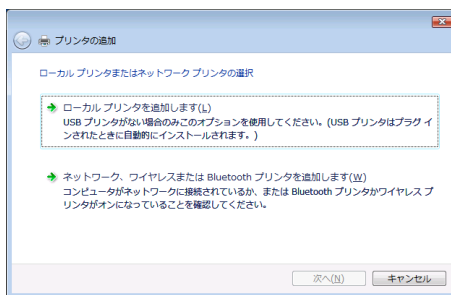 プリンタの追加
ローカル プリンタまたはネットワーク プリンタの選択
ローカル プリンタを追加します(L)
USB プリンタがない場合のみこのオプションを使用してください。(USB プリンタはプラグ イ
ンされたときに自動的にインストールされます。)
ネットワーク、ワイヤレスまたは Bluetooth プリンタを追加します(W)
コンピュータがネットワークに接続されているか、または Bluetooth プリンタかワイヤレス プ
リンタがオンになっていることを確認してください。
次へ(N)
キャンセル